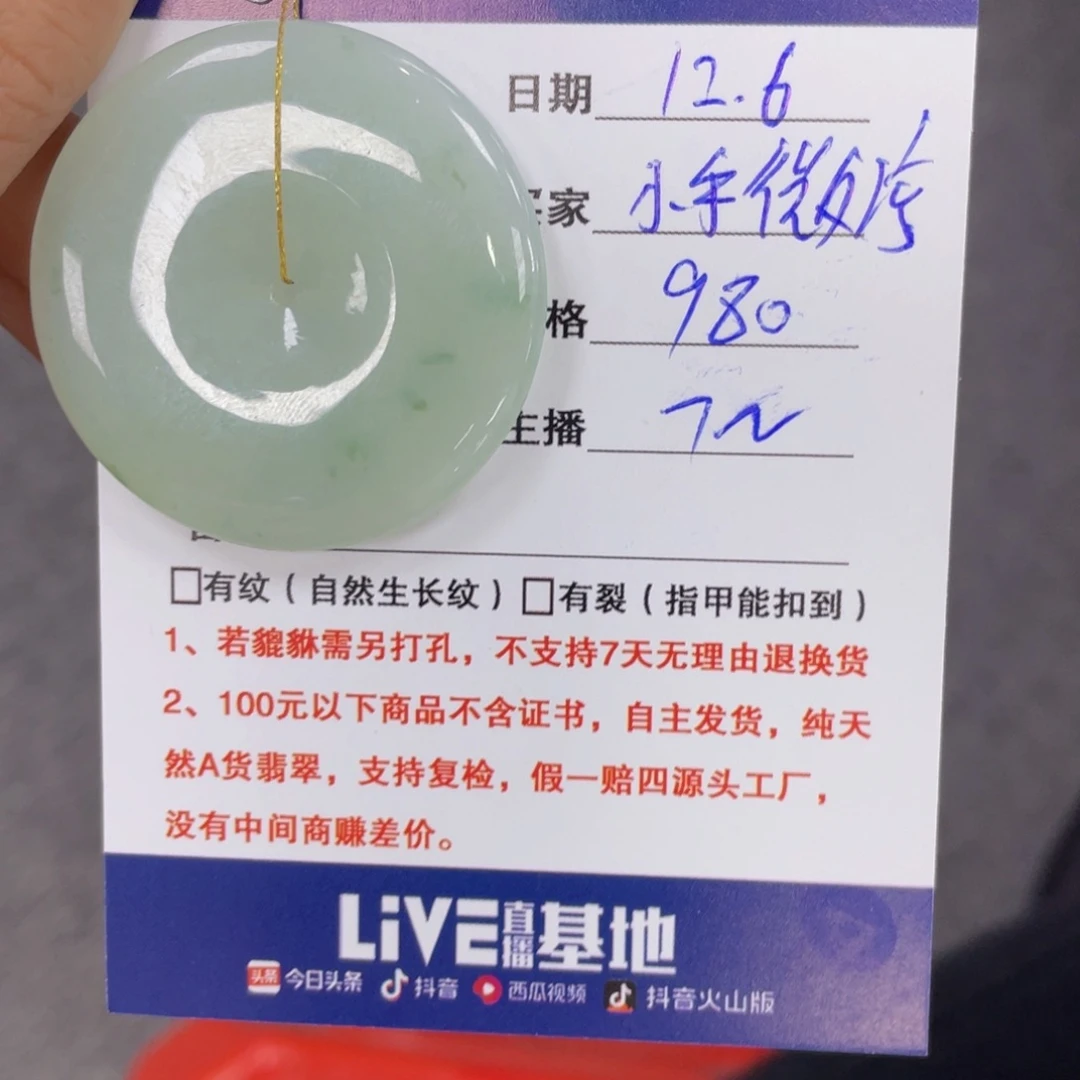 日期 12.6
家 小
格 980
主播
□有纹（自然生长纹）□有裂（指甲能扣到）
1、若貔貅需另打孔，不支持7天无理由退换货
2、100元以下商品不含证书，自主发货，纯天
然A货翡翠，支持复检，假一赔四源头工厂，
没有中间商赚差价。
LiVE直播基地
头条 今日头条 抖音 西瓜视频 抖音火山版